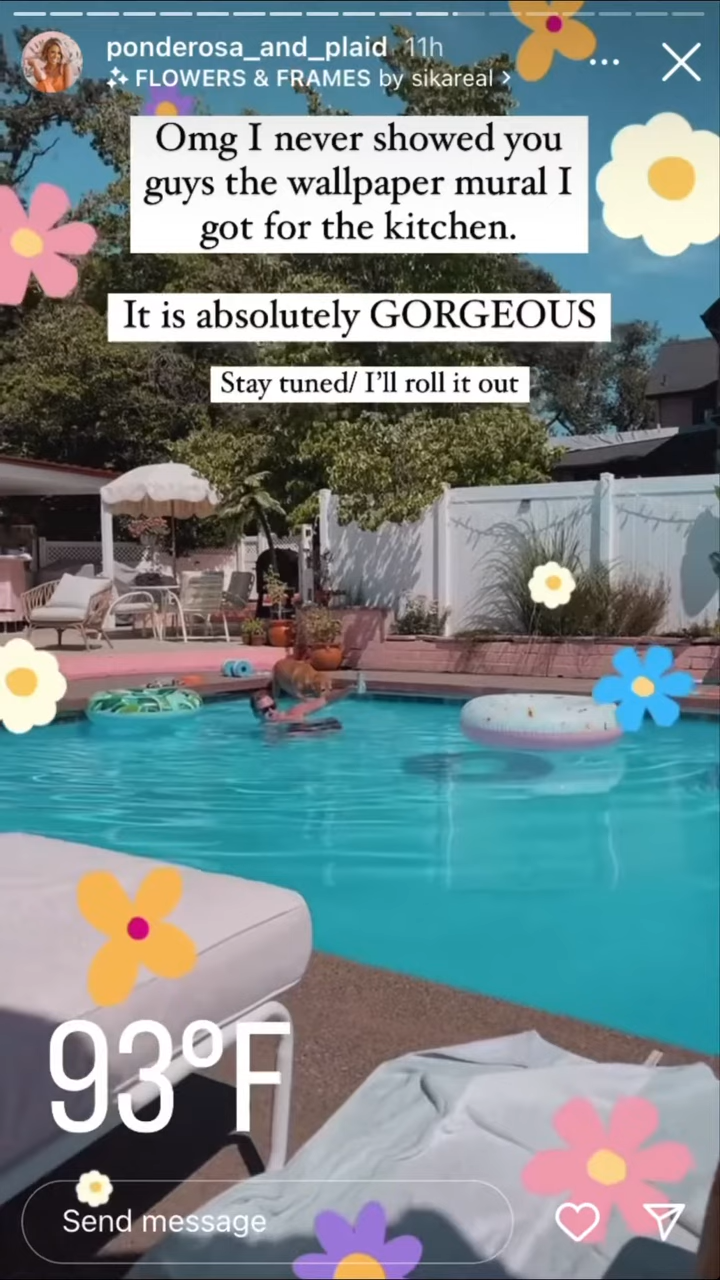 ponderosa_and_plaid 11h
FLOWERS & FRAMES by sikareal >
Omg I never showed you
guys the wallpaper mural I
got for the kitchen.
It is absolutely GORGEOUS
Stay tuned/ I'll roll it out
93°F
Send message